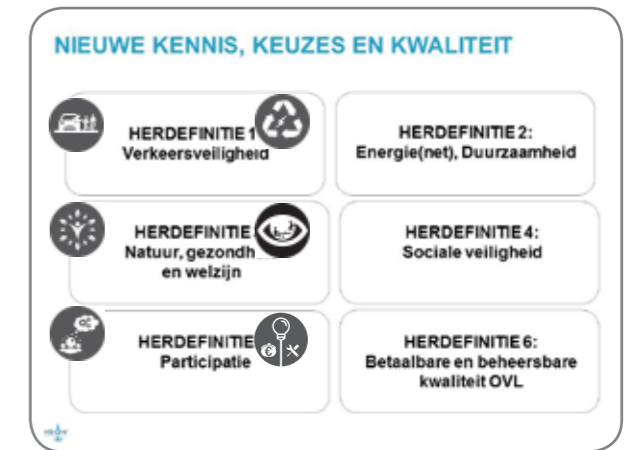 NIEUWE KENNIS, KEUZES EN KWALITEIT
HERDEFINITIE 1
Verkeersveiligheid
HERDEFINITIE 2:
Energie(net), Duurzaamheid
HERDEFINITIE
Natuur, gezondh
en welzijn
HERDEFINITIE 4:
Sociale veiligheid
HERDEFINITIE
Participatie
HERDEFINITIE 6:
Betaalbare en beheersbare
kwaliteit OVL